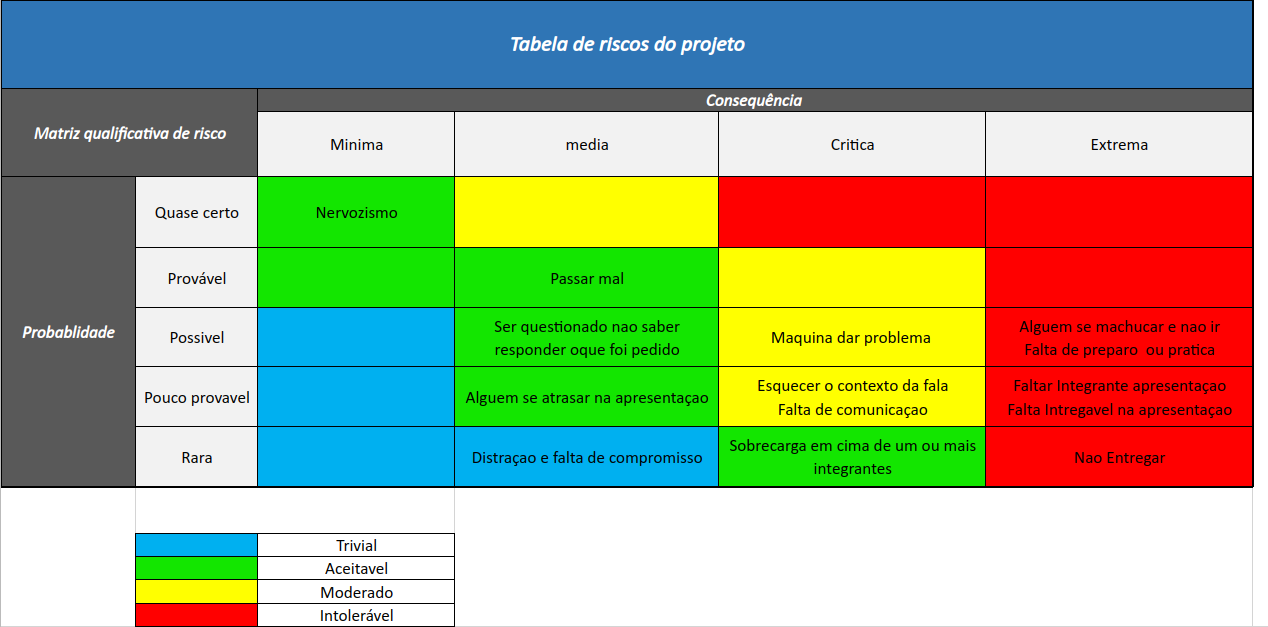 Tabela de riscos do projeto
Matriz qualificativa de risco
Consequência
Minima
media
Critica
Extrema
Probablidade
Quase certo
Nervozismo
Provável
Passar mal
Possivel
Ser questionado nao saber
responder oque foi pedido
Maquina dar problema
Alguem se machucar e nao ir
Falta de preparo  ou pratica
Pouco provavel
Alguem se atrasar na apresentaçao
Esquecer o contexto da fala
Falta de comunicaçao
Faltar Integrante apresentaçao
Falta Intregavel na apresentaçao
Rara
Distraçao e falta de compromisso
Sobrecarga em cima de um ou mais
integrantes
Nao Entregar
Trivial
Aceitavel
Moderado
Intolerável